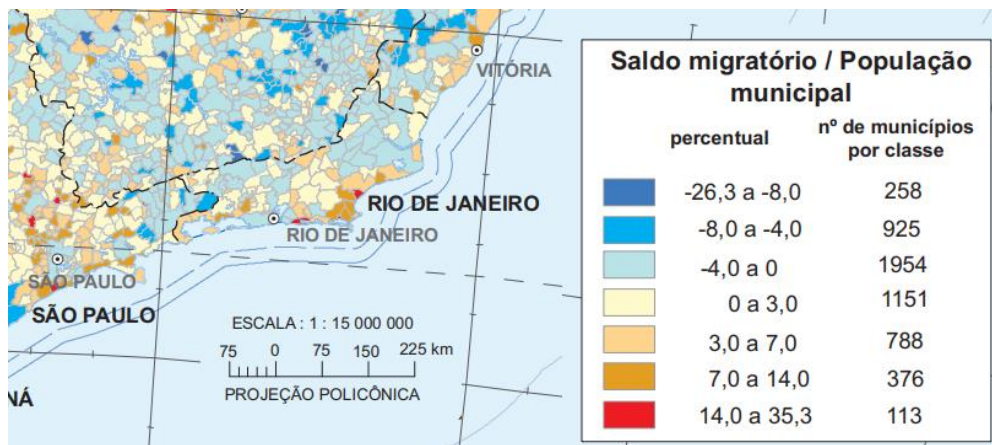 VITÓRIA
RIO DE JANEIRO
RIO DE JANEIRO
SÃO PAULO
SÃO PAULO
NÁ
ESCALA : 1 : 15 000 000
75 0 75 150 225 km
PROJEÇÃO POLICÔNICA
Saldo migratório / População
municipal
percentual nº de municípios
por classe
-26,3 a -8,0 258
-8,0 a -4,0 925
-4,0 a 0 1954
0 a 3,0 1151
3,0 a 7,0 788
7,0 a 14,0 376
14,0 a 35,3 113